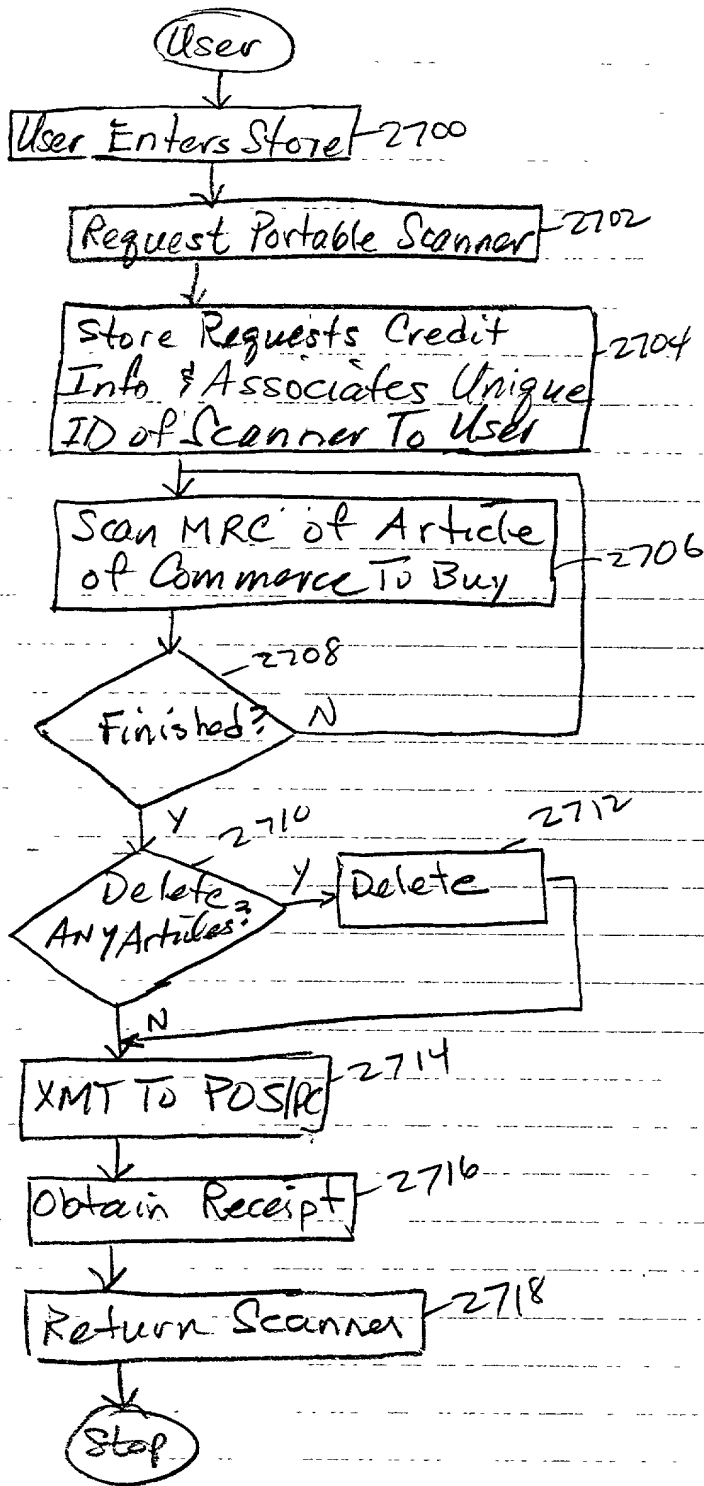 User
User Enters Store 2700
Request Portable Scanner 2702
Store Requests Credit
Info & Associates Unique
ID of Scanner To User
2704
Scan MRC of Article
of Commerce To Buy
2706
2708
Finished? N
Y
2710
Delete
ANY Articles?
Y
2712
Delete
N
XMT TO POS/PC 2714
Obtain Receipt 2716
Return Scanner 2718
Stop